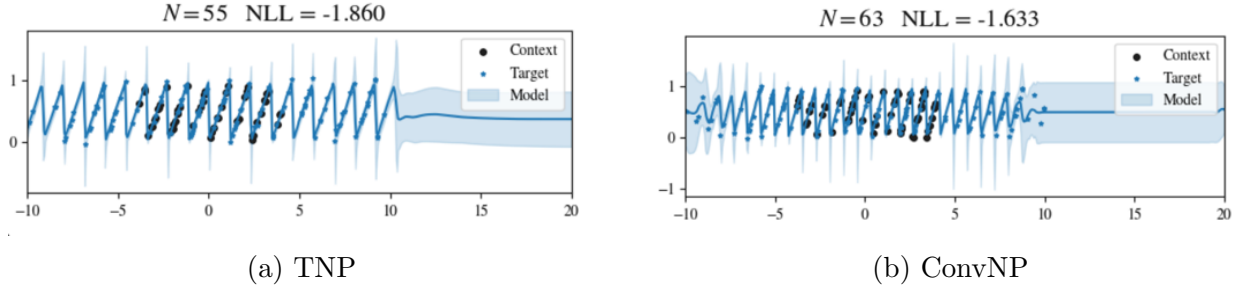 N=55 NLL = -1.860
Context
Target
Model
1
0
−10 −5 0 5 10 15 20
(a) TNP
N=63 NLL = -1.633
Context
Target
Model
1
0
−1
−10 −5 0 5 10 15 20
(b) ConvNP